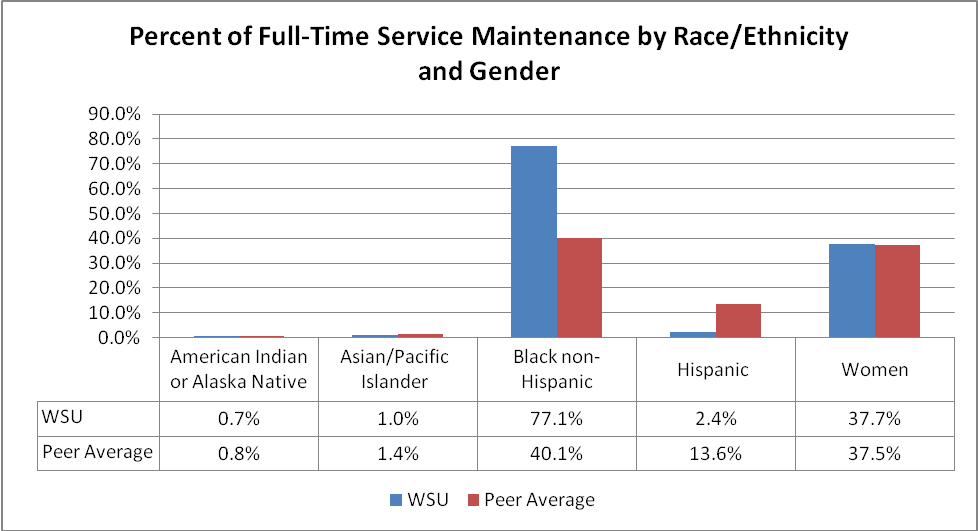 Percent of Full-Time Service Maintenance by Race/Ethnicity
and Gender
90.0%
80.0%
70.0%
60.0%
50.0%
40.0%
30.0%
20.0%
10.0%
0.0%
American Indian or Alaska Native
Asian/Pacific Islander
Black non-Hispanic
Hispanic
Women
WSU 0.7% 1.0% 77.1% 2.4% 37.7%
Peer Average 0.8% 1.4% 40.1% 13.6% 37.5%
WSU Peer Average